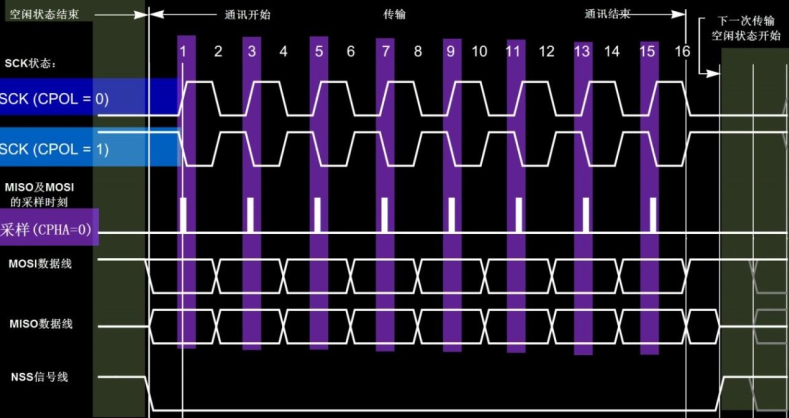 空闲状态结束
通讯开始
传输
通讯结束
下一次传输
空闲状态开始
1 2 3 4 5 6 7 8 9 10 11 12 13 14 15 16
SCK状态：
SCK (CPOL = 0)
SCK (CPOL = 1)
MISO及MOSI
的采样时刻
采样(CPHA=0)
MOSI数据线
MISO数据线
NSS信号线